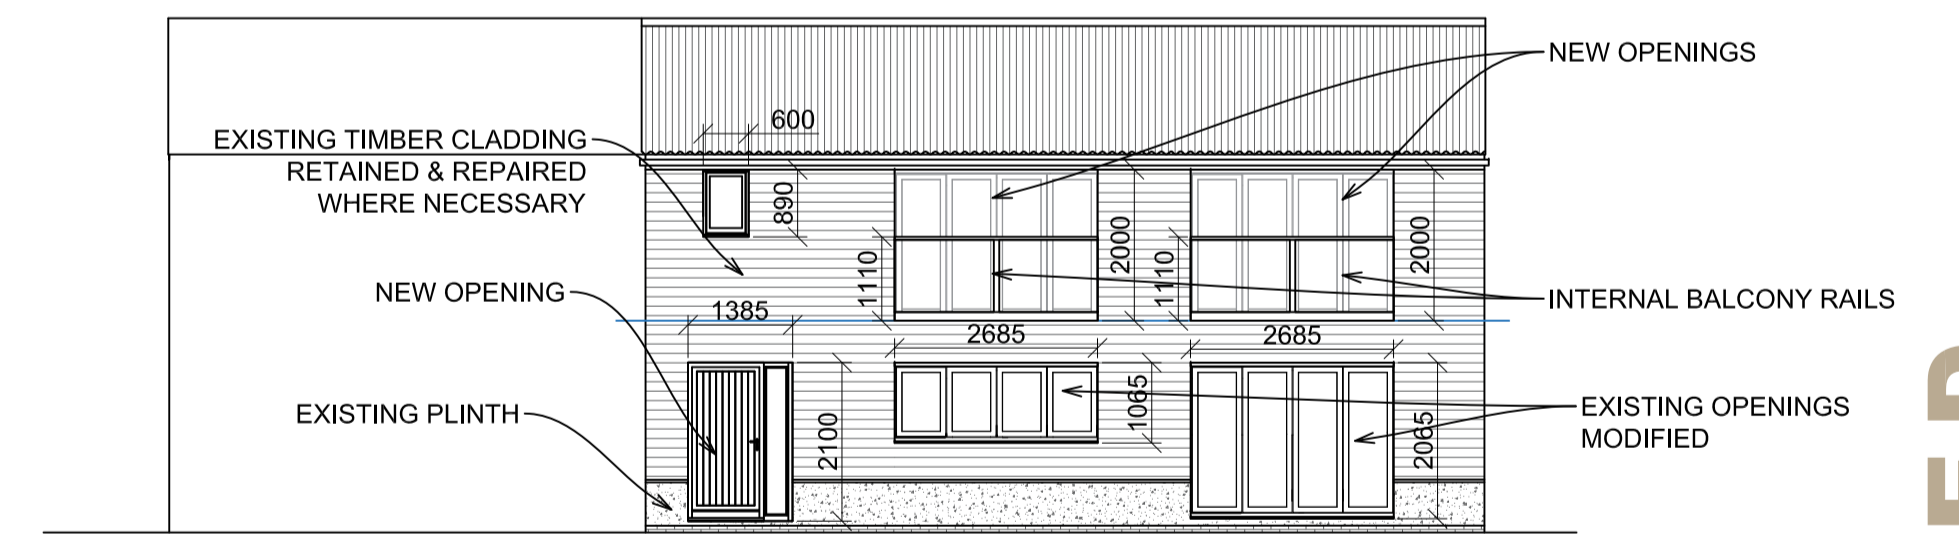 NEW OPENINGS
600
EXISTING TIMBER CLADDING
RETAINED & REPAIRED
WHERE NECESSARY
890
2000
2000
1110
1110
NEW OPENING
INTERNAL BALCONY RAILS
1385
2685
2685
1065
EXISTING OPENINGS
MODIFIED
EXISTING PLINTH
2100
2065